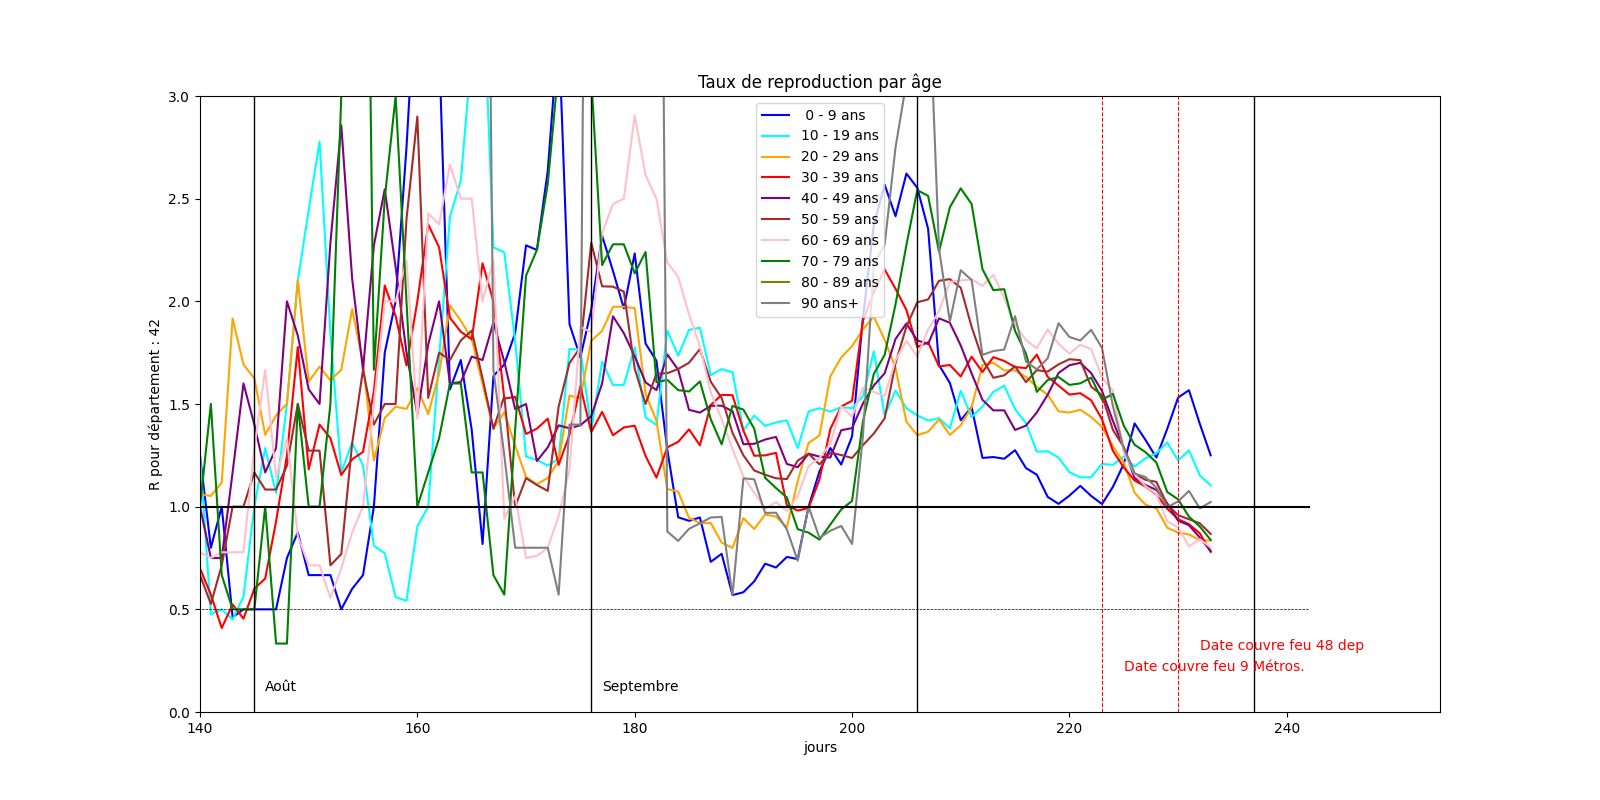 Taux de reproduction par âge
R pour département : 42
3.0
2.5
2.0
1.5
1.0
0.5
0.0
0 - 9 ans
10 - 19 ans
20 - 29 ans
30 - 39 ans
40 - 49 ans
50 - 59 ans
60 - 69 ans
70 - 79 ans
80 - 89 ans
90 ans+
Date couvre feu 48 dep
Date couvre feu 9 Métros.
Août
Septembre
140
160
180
200
220
240
jours